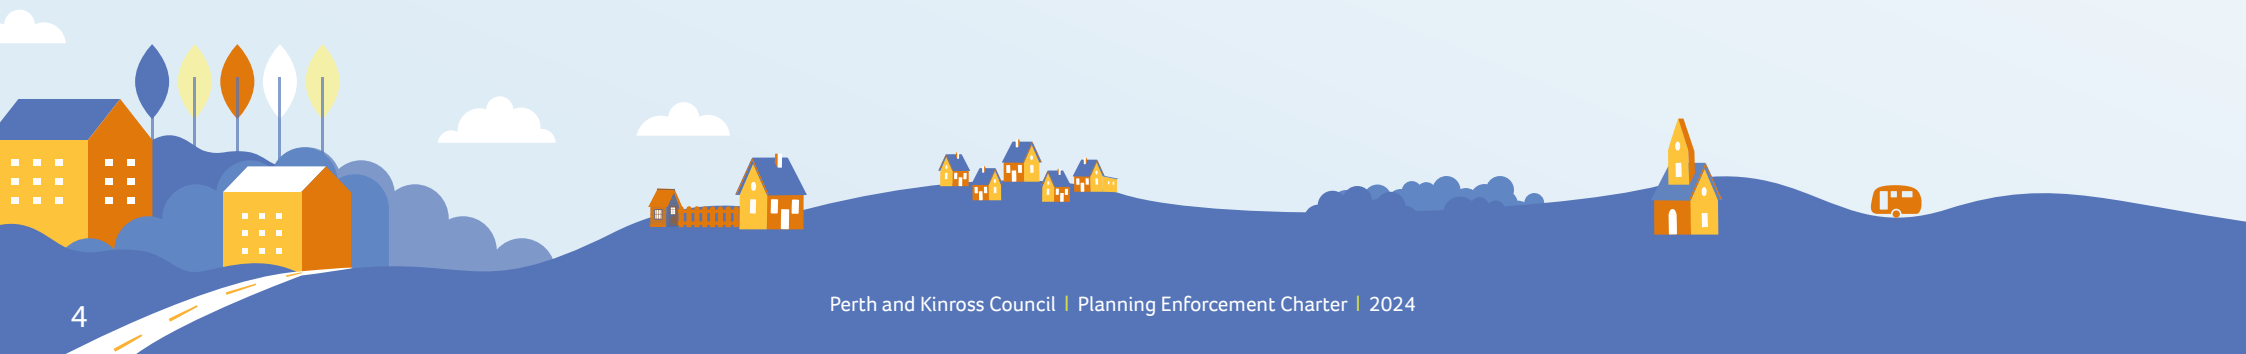 4
Perth and Kinross Council | Planning Enforcement Charter | 2024